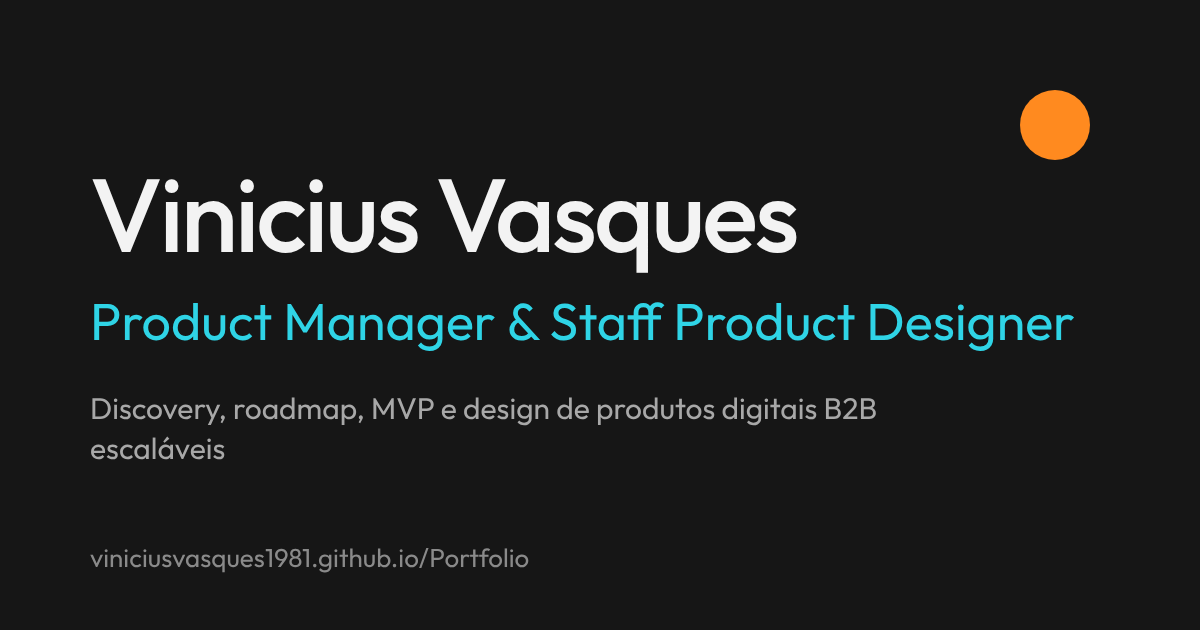 Vinicius Vasques
Product Manager & Staff Product Designer
Discovery, roadmap, MVP e design de produtos digitais B2B
escaláveis
viniciusvasques1981.github.io/Portfolio